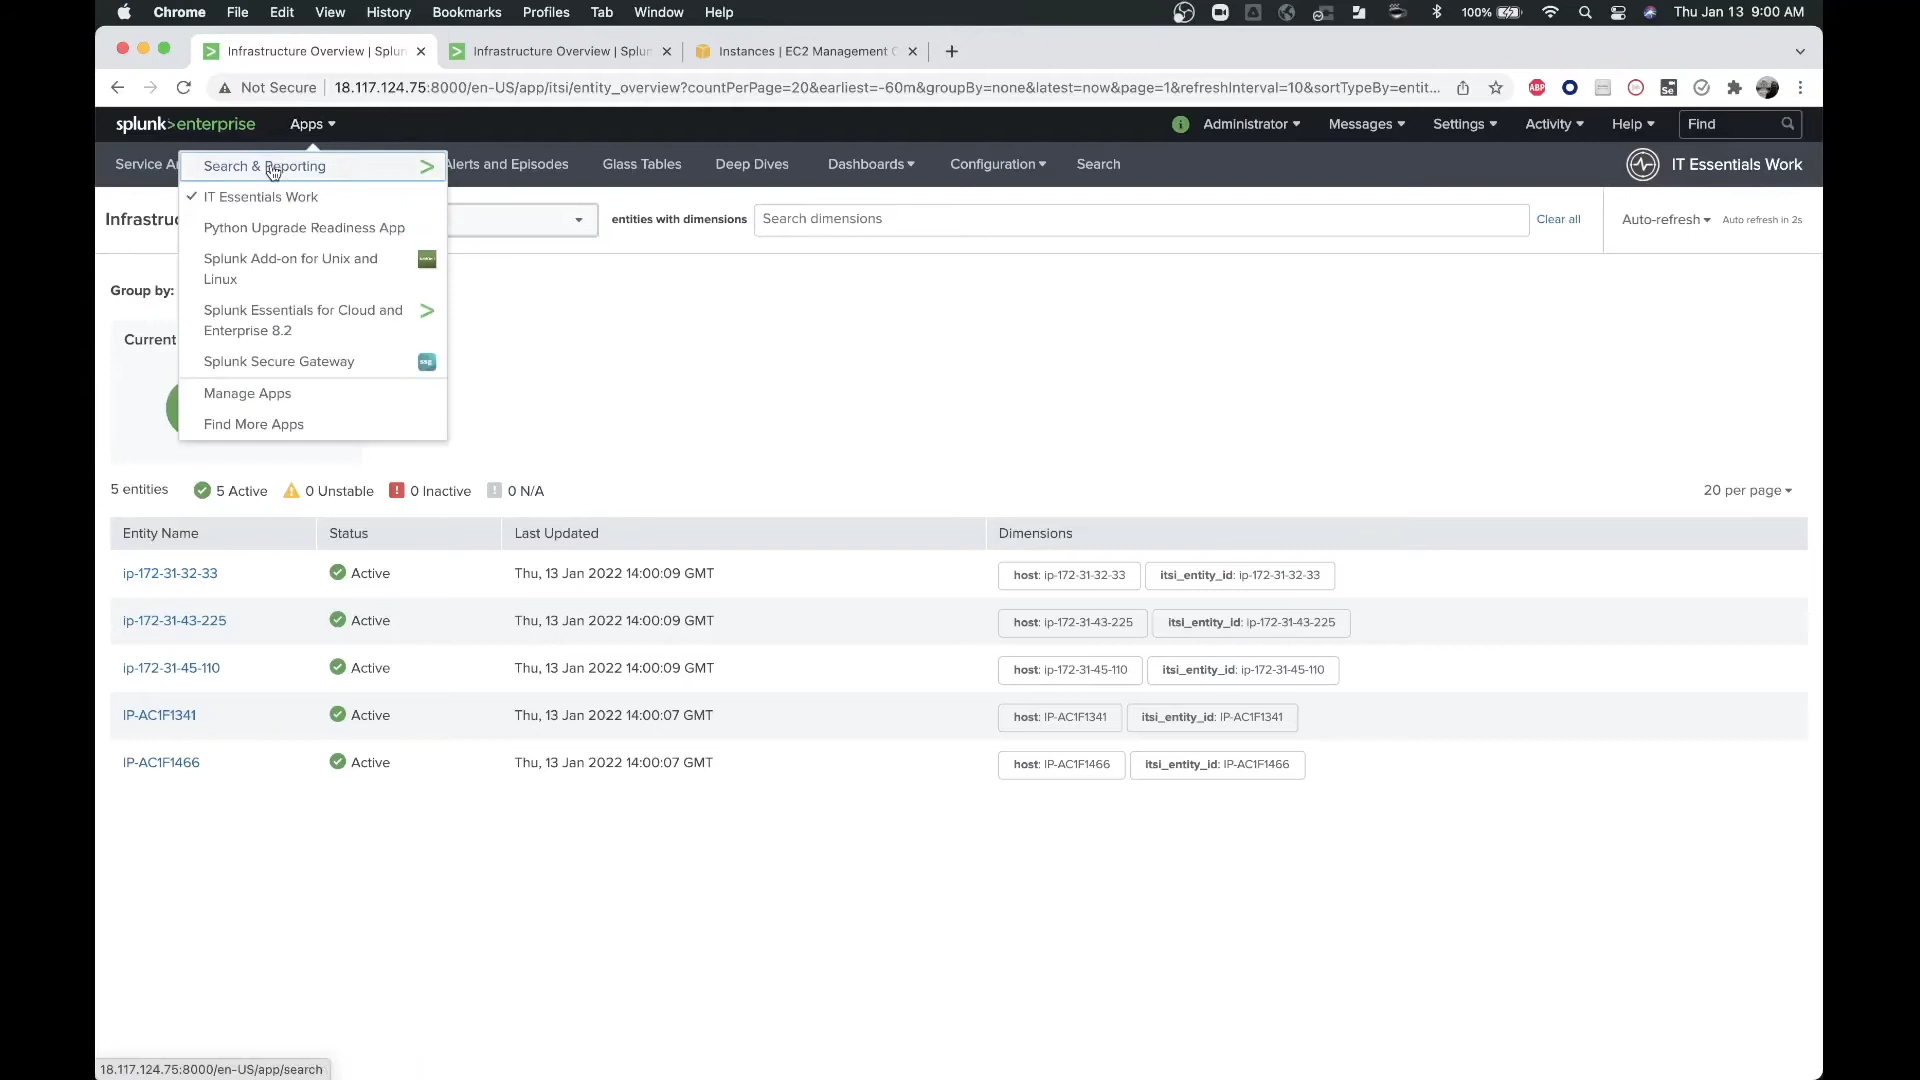 Chrome File Edit View History Bookmarks Profiles Tab Window Help 100% Thu Jan 13 9:00 AM
Infrastructure Overview | Splun Infrastructure Overview | Splun Instances | EC2 Management C
Not Secure 18.117.124.75:8000/en-US/app/itsi/entity_overview?countPerPage=20&earliest=-60m&groupBy=none&latest=now&page=1&refreshInterval=10&sortTypeBy=entit... ABP Se
splunk>enterprise Apps i Administrator Messages Settings Activity Help Find
Service An Alerts and Episodes Glass Tables Deep Dives Dashboards Configuration Search IT Essentials Work
Search & Reporting
IT Essentials Work
Python Upgrade Readiness App
Splunk Add-on for Unix and
Linux
Splunk Essentials for Cloud and
Enterprise 8.2
Splunk Secure Gateway ssg
Manage Apps
Find More Apps
Infrastruc entities with dimensions Search dimensions Clear all Auto-refresh Auto refresh in 2s
Group by:
Current
5 entities 5 Active 0 Unstable 0 Inactive 0 N/A 20 per page
Entity Name Status Last Updated Dimensions
ip-172-31-32-33 Active Thu, 13 Jan 2022 14:00:09 GMT host: ip-172-31-32-33 itsi_entity_id: ip-172-31-32-33
ip-172-31-43-225 Active Thu, 13 Jan 2022 14:00:09 GMT host: ip-172-31-43-225 itsi_entity_id: ip-172-31-43-225
ip-172-31-45-110 Active Thu, 13 Jan 2022 14:00:09 GMT host: ip-172-31-45-110 itsi_entity_id: ip-172-31-45-110
IP-AC1F1341 Active Thu, 13 Jan 2022 14:00:07 GMT host: IP-AC1F1341 itsi_entity_id: IP-AC1F1341
IP-AC1F1466 Active Thu, 13 Jan 2022 14:00:07 GMT host: IP-AC1F1466 itsi_entity_id: IP-AC1F1466
18.117.124.75:8000/en-US/app/search